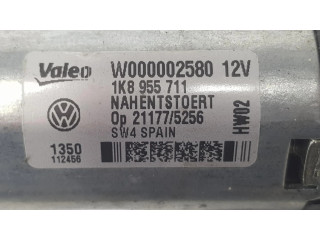 Valeo W000002580 12V
1K8 955 711
NAHENTSTOERT
Op 21177/5256
SW4 SPAIN
HW02
1350
112456